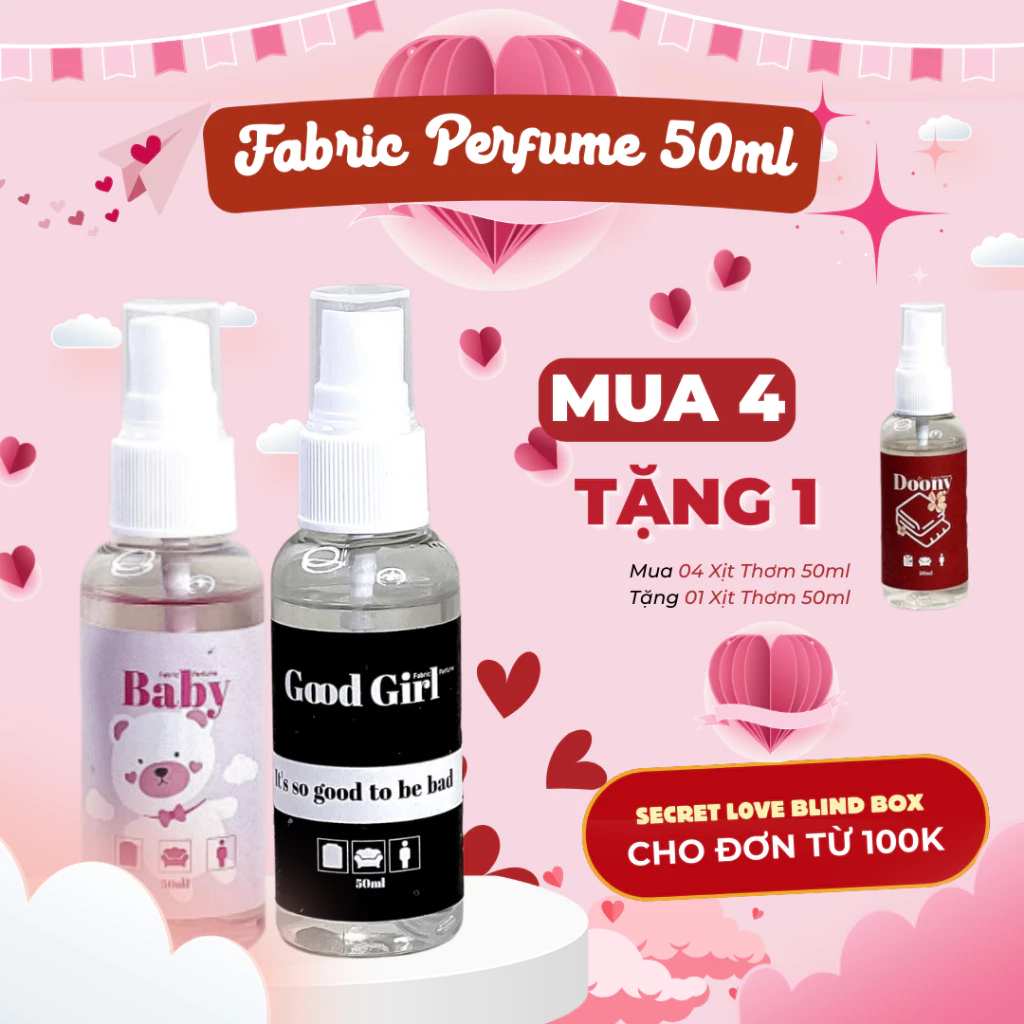 Fabric Perfume 50ml
MUA 4
TẶNG 1
Mua 04 Xịt Thơm 50ml
Tặng 01 Xịt Thơm 50ml
Doony
Fabric Perfume
Baby
50ml
Fabric Perfume
Good Girl
It's so good to be bad
50ml
SECRET LOVE BLIND BOX
CHO ĐƠN TỪ 100K